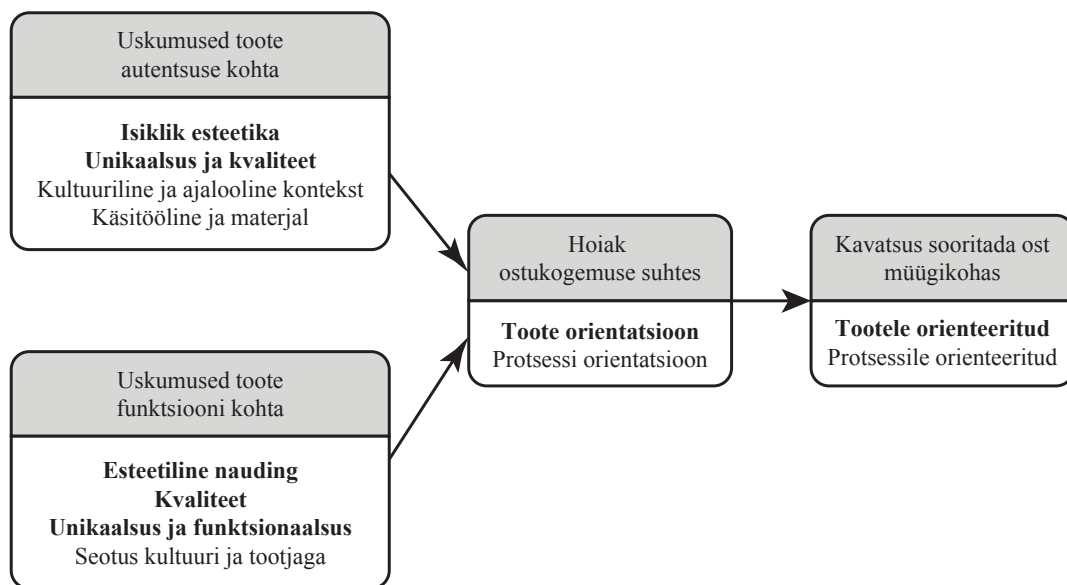 Uskumused toote
autentsuse kohta
Isiklik esteetika
Unikaalsus ja kvaliteet
Kultuuriline ja ajalooline kontekst
Käsitööline ja materjal
Uskumused toote
funktsiooni kohta
Esteetiline nauding
Kvaliteet
Unikaalsus ja funktsionaalsus
Seotus kultuuri ja tootjaga
Hoiak
ostukogemuse suhtes
Toote orientatsioon
Protsessi orientatsioon
Kavatsus sooritada ost
müügikohas
Tootele orienteeritud
Protsessile orienteeritud